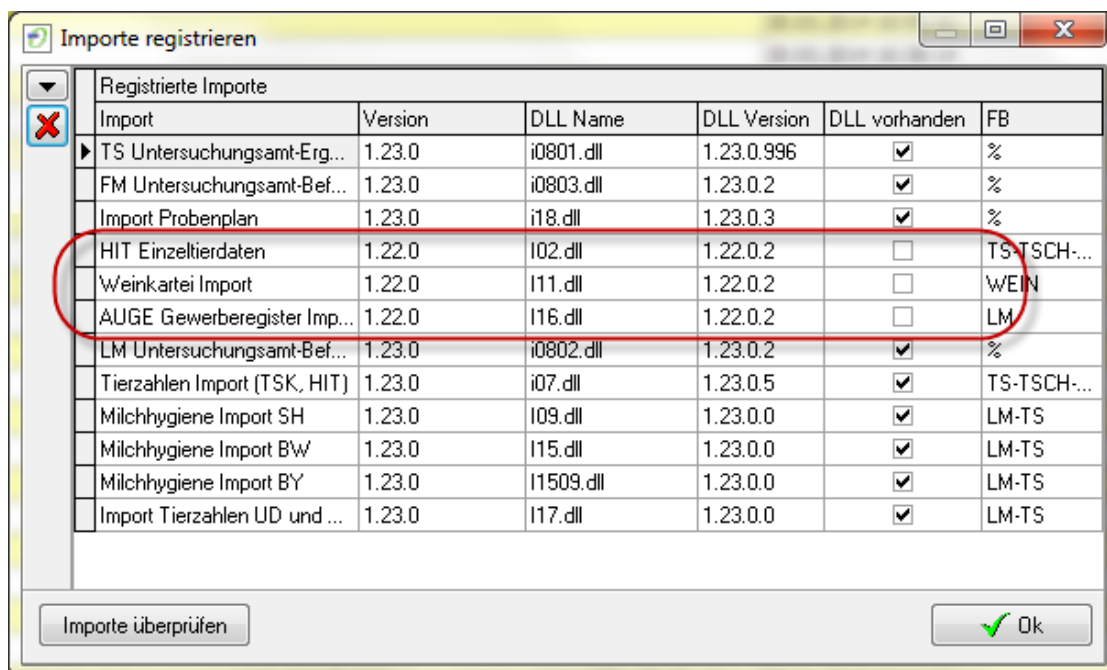 Importe registrieren
Registrierte Importe
Import Version DLL Name DLL Version DLL vorhanden FB
TS Untersuchungsamt-Erg... 1.23.0 i0801.dll 1.23.0.996 %
FM Untersuchungsamt-Bef... 1.23.0 i0803.dll 1.23.0.2 %
Import Probenplan 1.23.0 i18.dll 1.23.0.3 %
HIT Einzeltierdaten 1.22.0 I02.dll 1.22.0.2 TS-TSCH-...
Weinkartei Import 1.22.0 I11.dll 1.22.0.2 WEIN
AUGE Gewerberegister Imp... 1.22.0 I16.dll 1.22.0.2 LM
LM Untersuchungsamt-Bef... 1.23.0 i0802.dll 1.23.0.2 %
Tierzahlen Import (TSK, HIT) 1.23.0 i07.dll 1.23.0.5 TS-TSCH-...
Milchhygiene Import SH 1.23.0 I09.dll 1.23.0.0 LM-TS
Milchhygiene Import BW 1.23.0 I15.dll 1.23.0.0 LM-TS
Milchhygiene Import BY 1.23.0 I1509.dll 1.23.0.0 LM-TS
Import Tierzahlen UD und ... 1.23.0 I17.dll 1.23.0.0 LM-TS
Importe überprüfen Ok